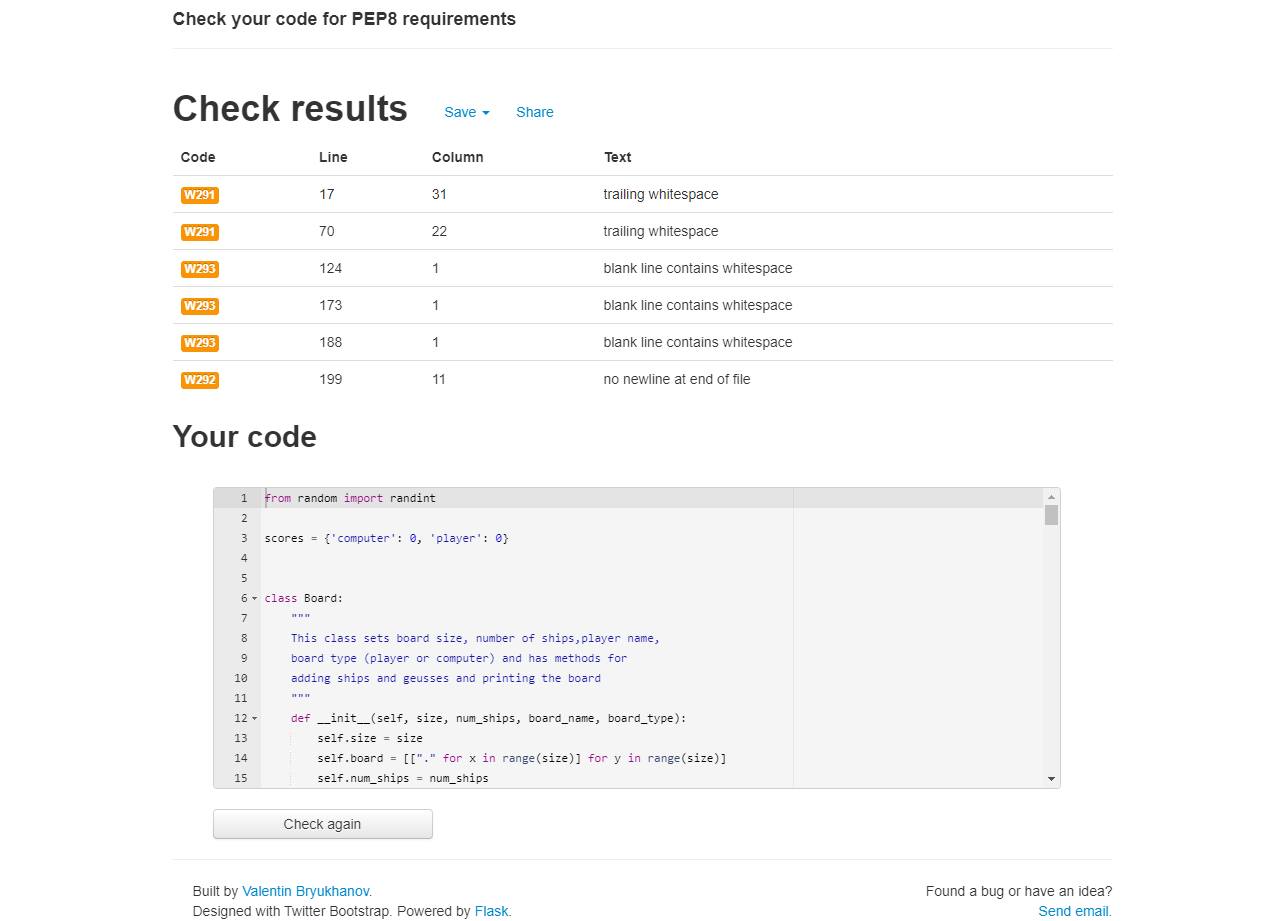 Check your code for PEP8 requirements
Check results Save Share
Code Line Column Text
W291 17 31 trailing whitespace
W291 70 22 trailing whitespace
W293 124 1 blank line contains whitespace
W293 173 1 blank line contains whitespace
W293 188 1 blank line contains whitespace
W292 199 11 no newline at end of file
Your code
1 from random import randint
2
3 scores = {'computer': 0, 'player': 0}
4
5
6 class Board:
7     """
8     This class sets board size, number of ships,player name,
9     board type (player or computer) and has methods for
10     adding ships and geusses and printing the board
11     """
12     def __init__(self, size, num_ships, board_name, board_type):
13         self.size = size
14         self.board = [["." for x in range(size)] for y in range(size)]
15         self.num_ships = num_ships
Check again
Built by Valentin Bryukhanov. Found a bug or have an idea?
Designed with Twitter Bootstrap. Powered by Flask. Send email.